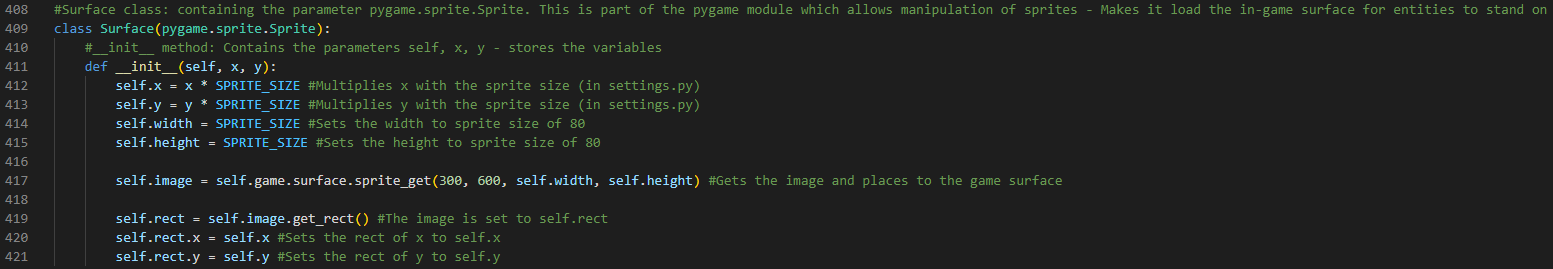 408 #Surface class: containing the parameter pygame.sprite.Sprite. This is part of the pygame module which allows manipulation of sprites - Makes it load the in-game surface for entities to stand on
409 class Surface(pygame.sprite.Sprite):
410     #__init__ method: Contains the parameters self, x, y - stores the variables
411     def __init__(self, x, y):
412         self.x = x * SPRITE_SIZE #Multiplies x with the sprite size (in settings.py)
413         self.y = y * SPRITE_SIZE #Multiplies y with the sprite size (in settings.py)
414         self.width = SPRITE_SIZE #Sets the width to sprite size of 80
415         self.height = SPRITE_SIZE #Sets the height to sprite size of 80
416
417         self.image = self.game.surface.sprite_get(300, 600, self.width, self.height) #Gets the image and places to the game surface
418
419         self.rect = self.image.get_rect() #The image is set to self.rect
420         self.rect.x = self.x #Sets the rect of x to self.x
421         self.rect.y = self.y #Sets the rect of y to self.y